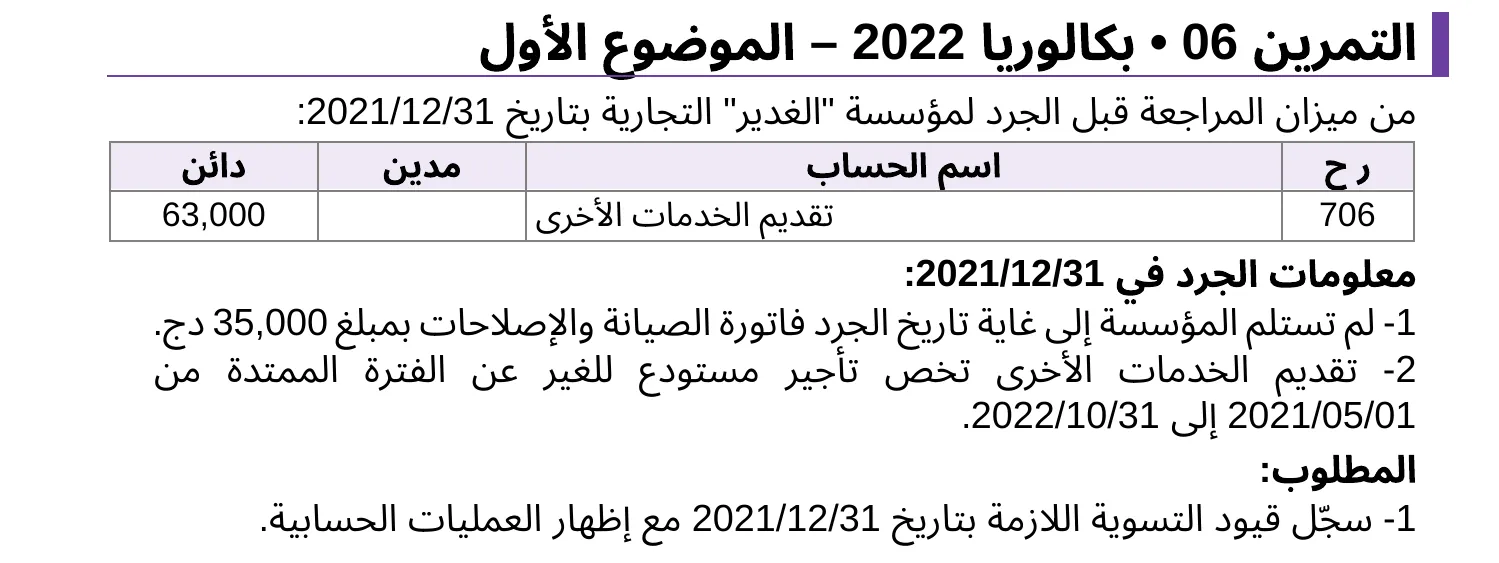 التمرين 06 • بكالوريا 2022 – الموضوع الأول
من ميزان المراجعة قبل الجرد لمؤسسة "الغدير" التجارية بتاريخ 2021/12/31:
ر ح اسم الحساب مدين دائن
706 تقديم الخدمات الأخرى 63,000
معلومات الجرد في 2021/12/31:
1- لم تستلم المؤسسة إلى غاية تاريخ الجرد فاتورة الصيانة والإصلاحات بمبلغ 35,000 دج.
2- تقديم الخدمات الأخرى تخص تأجير مستودع للغير عن الفترة الممتدة من
2021/05/01 إلى 2022/10/31.
المطلوب:
1- سجّل قيود التسوية اللازمة بتاريخ 2021/12/31 مع إظهار العمليات الحسابية.